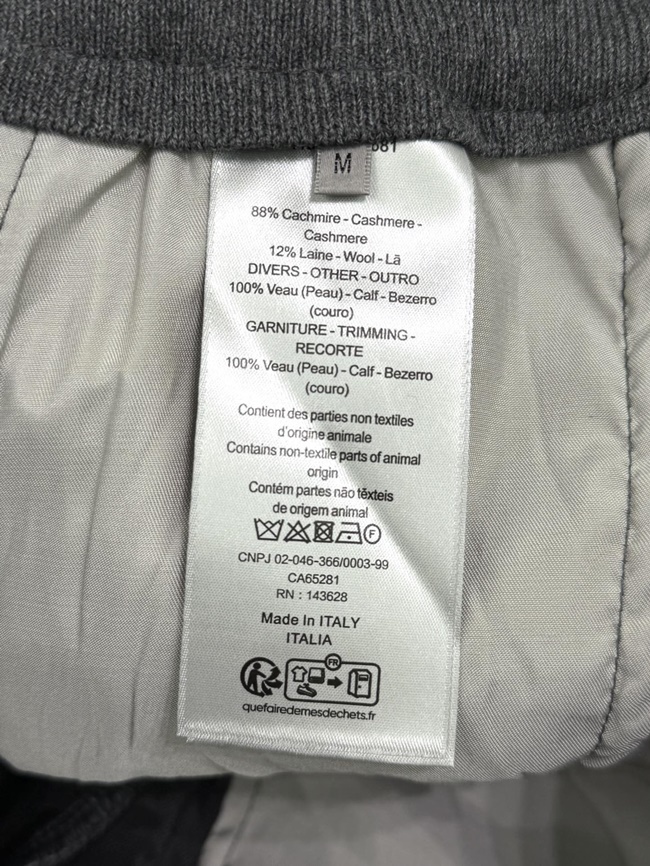 681
M
88% Cachmire - Cashmere -
Cashmere
12% Laine - Wool - Lã
DIVERS - OTHER - OUTRO
100% Veau (Peau) - Calf - Bezerro
(couro)
GARNITURE - TRIMMING -
RECORTE
100% Veau (Peau) - Calf - Bezerro
(couro)
Contient des parties non textiles
d'origine animale
Contains non-textile parts of animal
origin
Contém partes não têxteis
de origem animal
F
CNPJ 02-046-366/0003-99
CA65281
RN : 143628
Made In ITALY
ITALIA
FR
quefairedemesdechets.fr